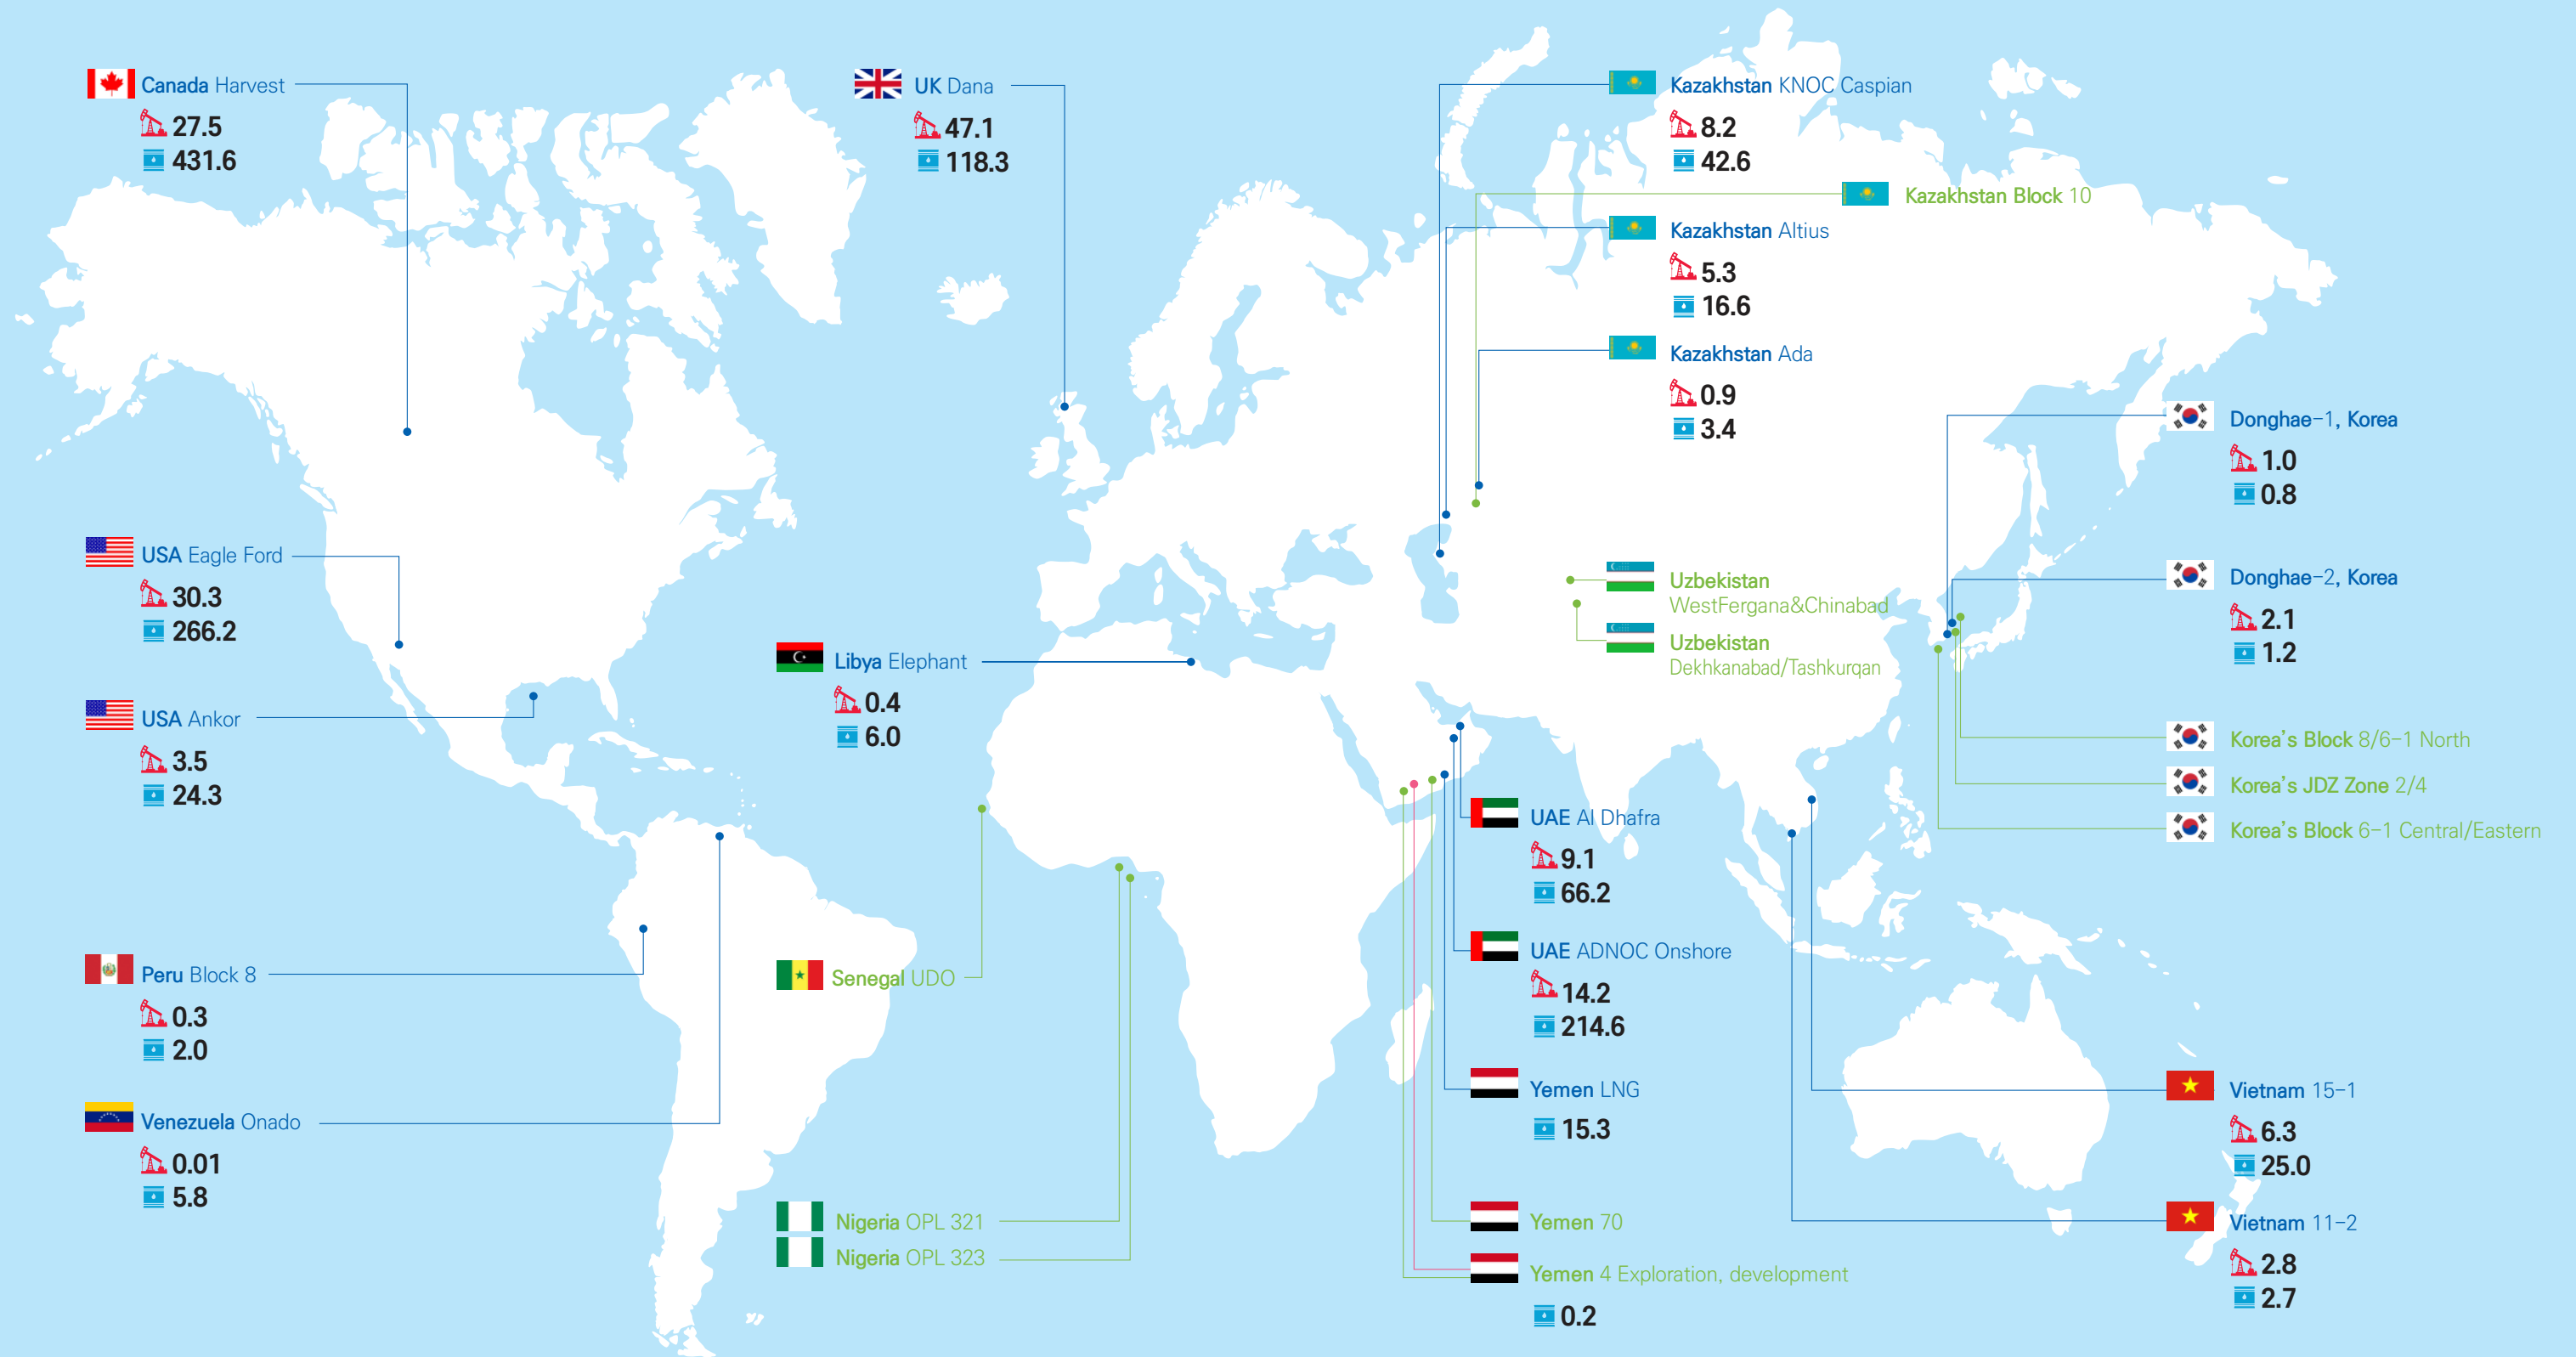 Canada Harvest
27.5
431.6
USA Eagle Ford
30.3
266.2
USA Ankor
3.5
24.3
Peru Block 8
0.3
2.0
Venezuela Onado
0.01
5.8
UK Dana
47.1
118.3
Libya Elephant
0.4
6.0
Senegal UDO
Nigeria OPL 321
Nigeria OPL 323
Kazakhstan KNOC Caspian
8.2
42.6
Kazakhstan Block 10
Kazakhstan Altius
5.3
16.6
Kazakhstan Ada
0.9
3.4
Uzbekistan
WestFergana&Chinabad
Uzbekistan
Dekhkanabad/Tashkurqan
UAE Al Dhafra
9.1
66.2
UAE ADNOC Onshore
14.2
214.6
Yemen LNG
15.3
Yemen 70
Yemen 4 Exploration, development
0.2
Donghae-1, Korea
1.0
0.8
Donghae-2, Korea
2.1
1.2
Korea's Block 8/6-1 North
Korea's JDZ Zone 2/4
Korea's Block 6-1 Central/Eastern
Vietnam 15-1
6.3
25.0
Vietnam 11-2
2.8
2.7